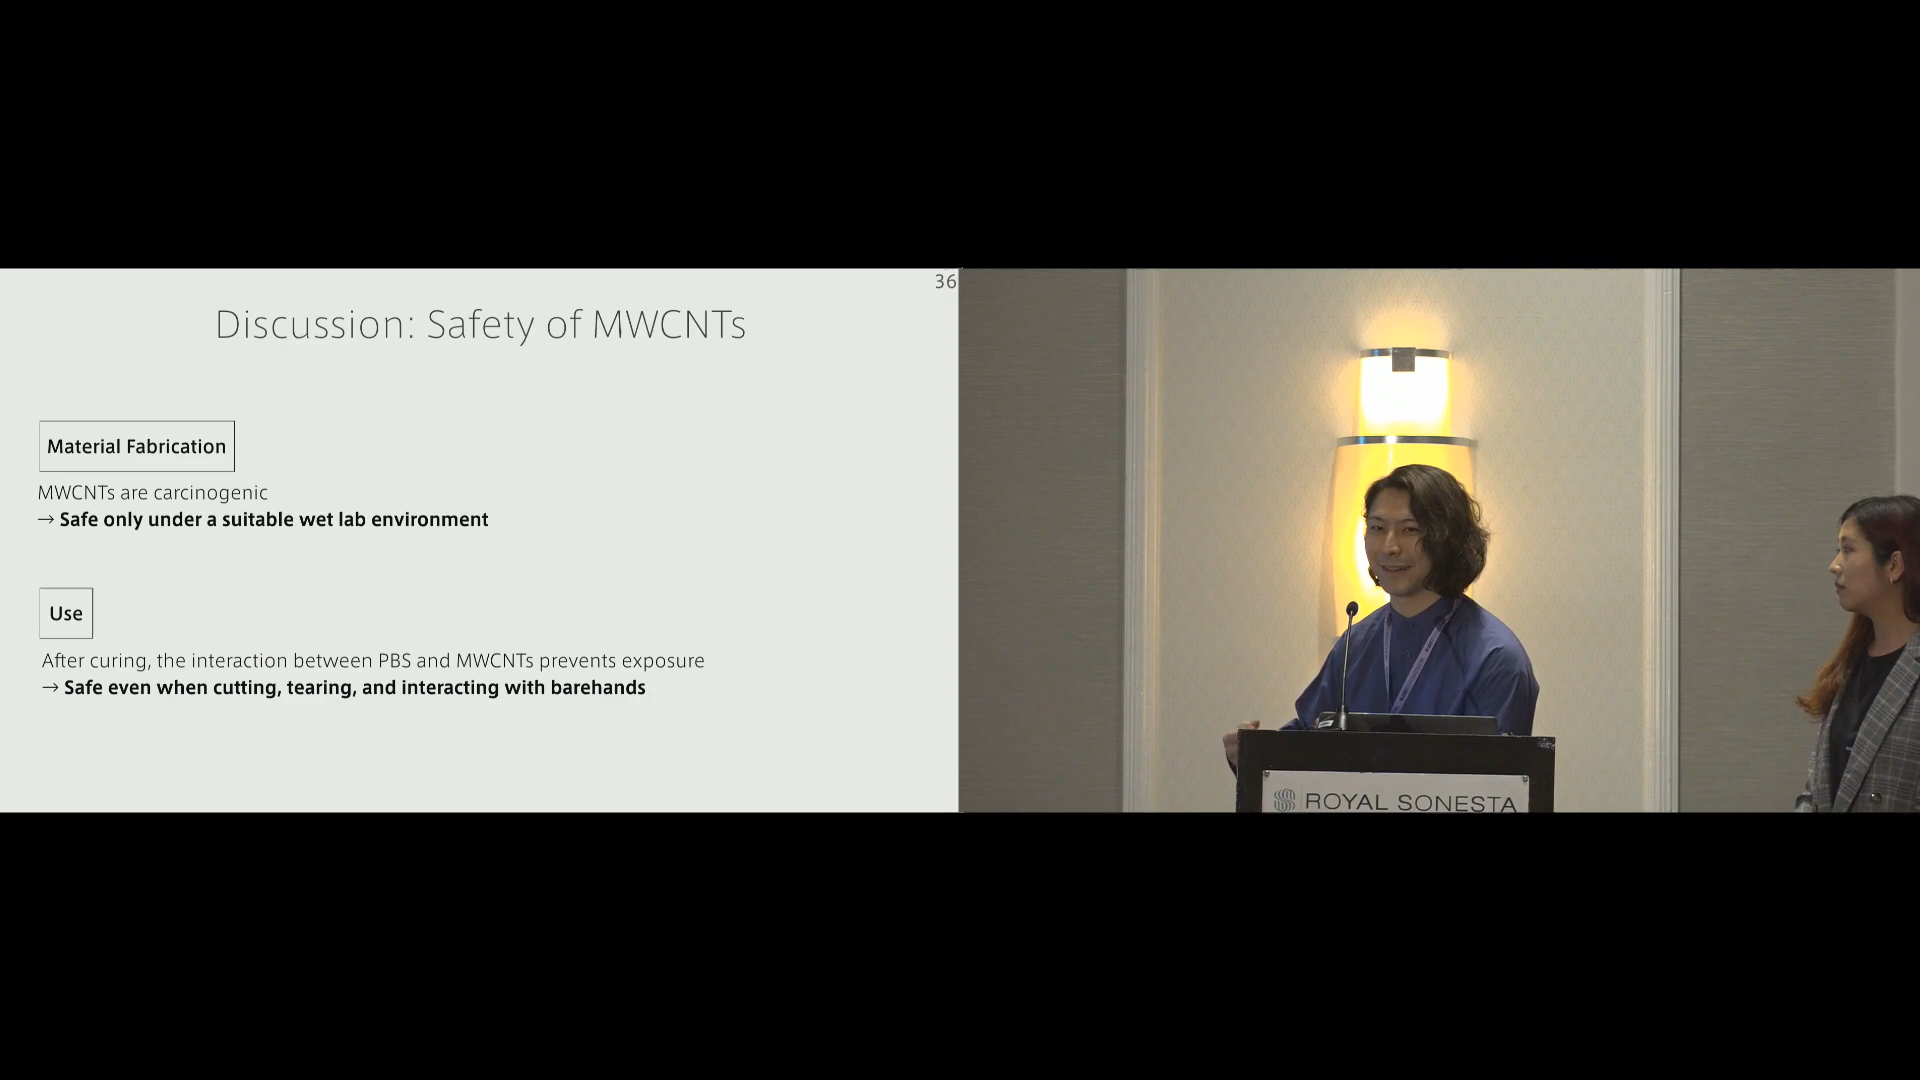 36
Discussion: Safety of MWCNTs
Material Fabrication
MWCNTs are carcinogenic
→ Safe only under a suitable wet lab environment
Use
After curing, the interaction between PBS and MWCNTs prevents exposure
→ Safe even when cutting, tearing, and interacting with barehands
ROYAL SONESTA